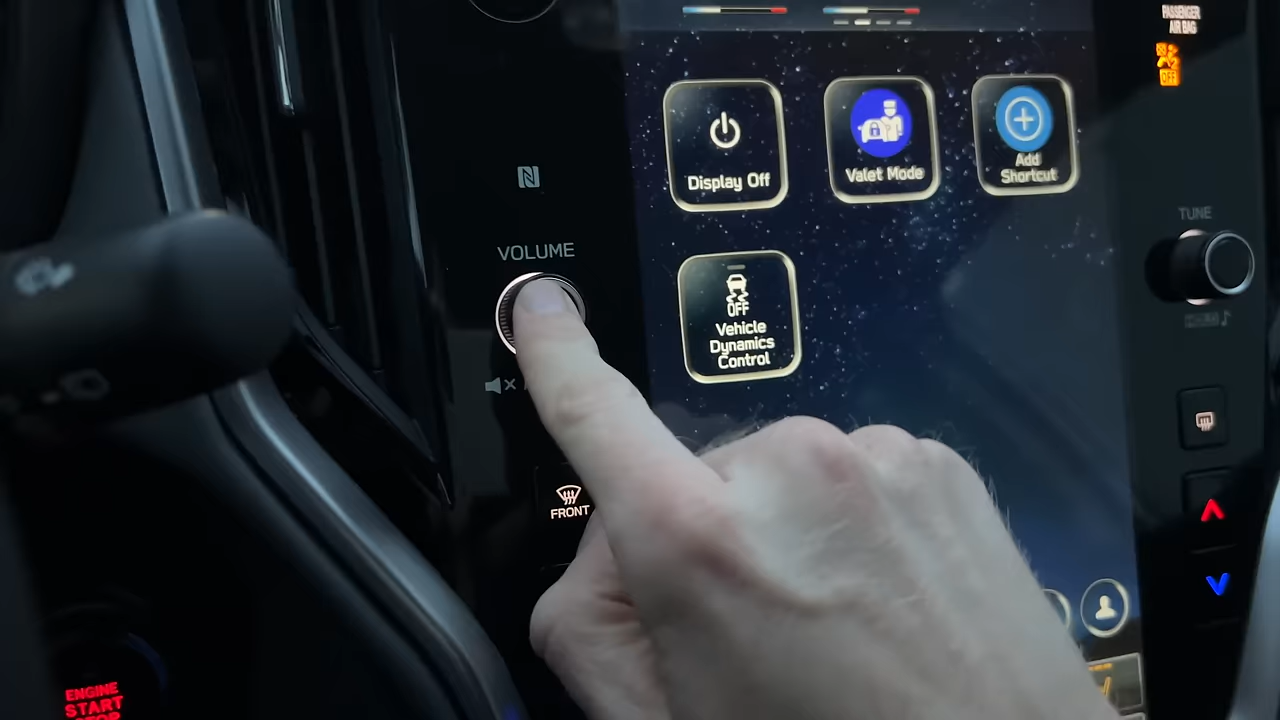 PASSENGER
AIR BAG
OFF
Display Off
Valet Mode
Add
Shortcut
VOLUME
TUNE
OFF
Vehicle
Dynamics
Control
FRONT
ENGINE
START
STOP